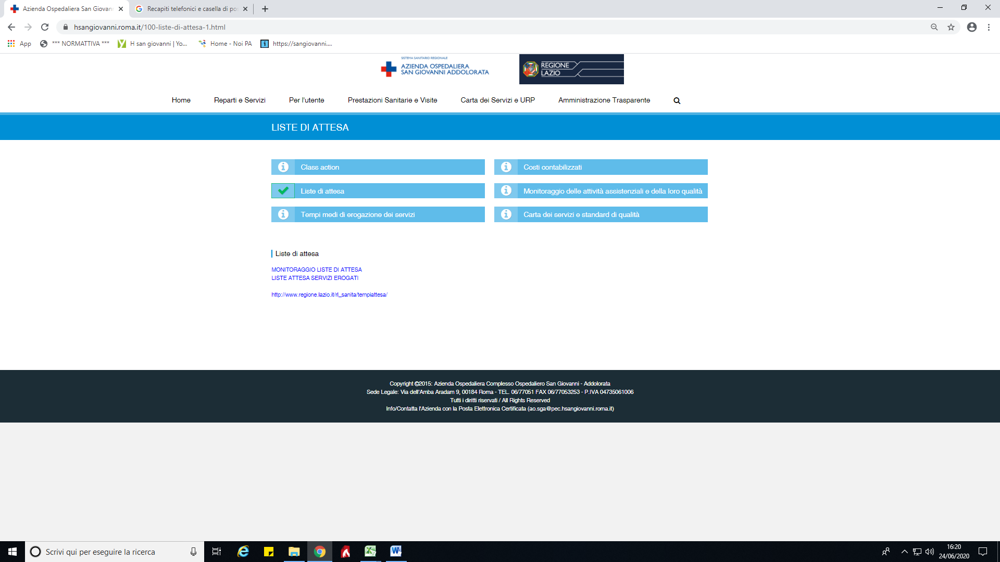 Azienda Ospedaliera San Giovann
Recapiti telefonici e casella di pos
hsangiovanni.roma.it/100-liste-di-attesa-1.html
App
*** NORMATTIVA ***
H san giovanni | Yo...
Home - Noi PA
https://sangiovanni....
SISTEMA SANITARIO REGIONALE
AZIENDA OSPEDALIERA
SAN GIOVANNI ADDOLORATA
REGIONE
LAZIO
Home
Reparti e Servizi
Per l'utente
Prestazioni Sanitarie e Visite
Carta dei Servizi e URP
Amministrazione Trasparente
LISTE DI ATTESA
Class action
Costi contabilizzati
Liste di attesa
Monitoraggio delle attività assistenziali e della loro qualità
Tempi medi di erogazione dei servizi
Carta dei servizi e standard di qualità
Liste di attesa
MONITORAGGIO LISTE DI ATTESA
LISTE ATTESA SERVIZI EROGATI
http://www.regione.lazio.it/rl_sanita/tempiattesa/
Copyright ©2015: Azienda Ospedaliera Complesso Ospedaliero San Giovanni - Addolorata
Sede Legale: Via dell'Amba Aradam 9, 00184 Roma - TEL. 06/77051 FAX 06/77053253 - P.IVA 04735061006
Tutti i diritti riservati / All Rights Reserved
Info/Contatta l'Azienda con la Posta Elettronica Certificata (ao.sga@pec.hsangiovanni.roma.it)
Scrivi qui per eseguire la ricerca
16:20
24/06/2020